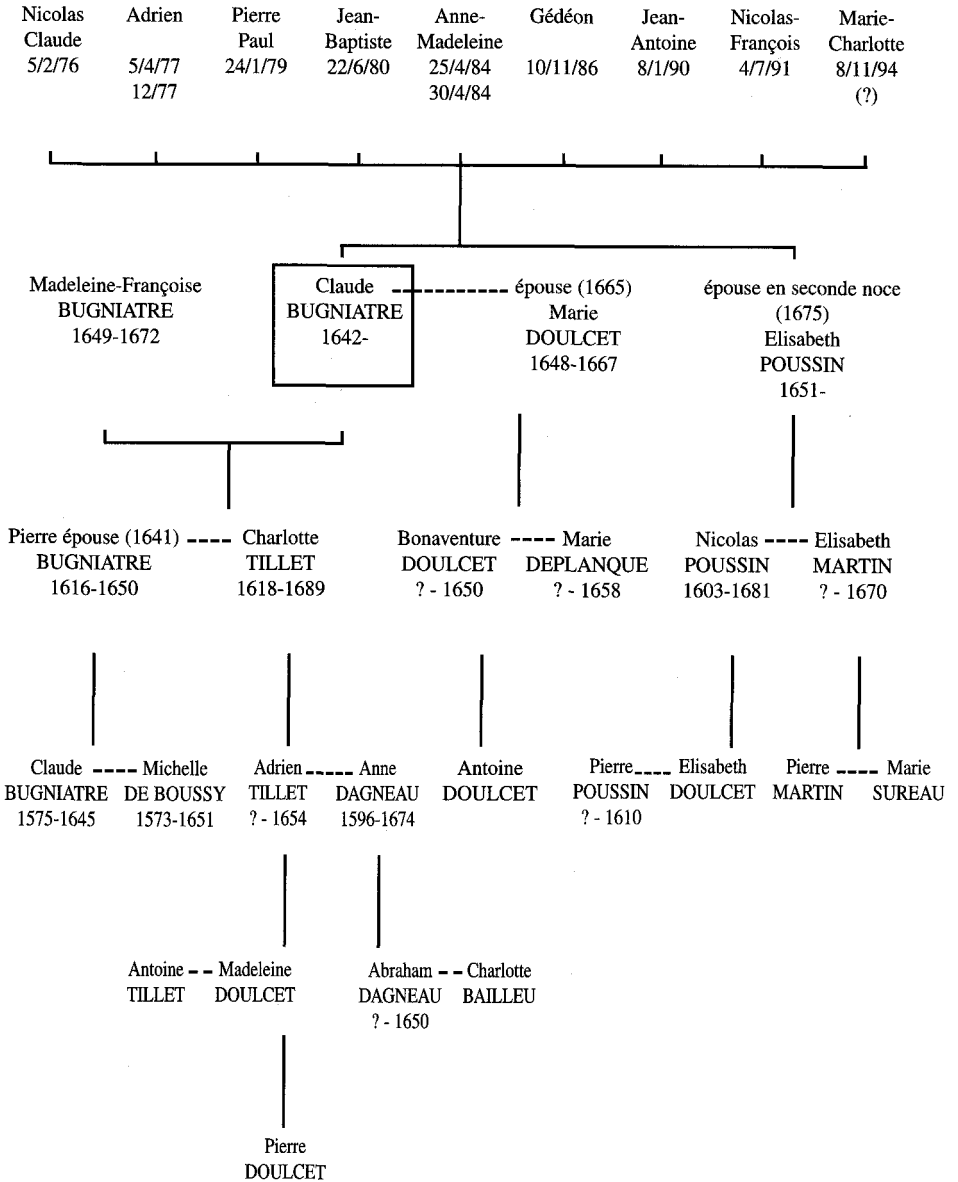 Nicolas Adrien Pierre Jean- Anne- Gédéon Jean- Nicolas- Marie-
Claude Paul Baptiste Madeleine Antoine François Charlotte
5/2/76 5/4/77 24/1/79 22/6/80 25/4/84 10/11/86 8/1/90 4/7/91 8/11/94
12/77 30/4/84 (?)
Madeleine-Françoise Claude épouse (1665) épouse en seconde noce
BUGNIATRE BUGNIATRE Marie (1675)
1649-1672 1642- DOULCET Elisabeth
1648-1667 POUSSIN
1651-
Pierre épouse (1641) Charlotte Bonaventure Marie Nicolas Elisabeth
BUGNIATRE TILLET DOULCET DEPLANQUE POUSSIN MARTIN
1616-1650 1618-1689 ? - 1650 ? - 1658 1603-1681 ? - 1670
Claude Michelle Adrien Anne Antoine Pierre Elisabeth Pierre Marie
BUGNIATRE DE BOUSSY TILLET DAGNEAU DOULCET POUSSIN DOULCET MARTIN SUREAU
1575-1645 1573-1651 ? - 1654 1596-1674 ? - 1610
Antoine Madeleine Abraham Charlotte
TILLET DOULCET DAGNEAU BAILLEU
? - 1650
Pierre
DOULCET